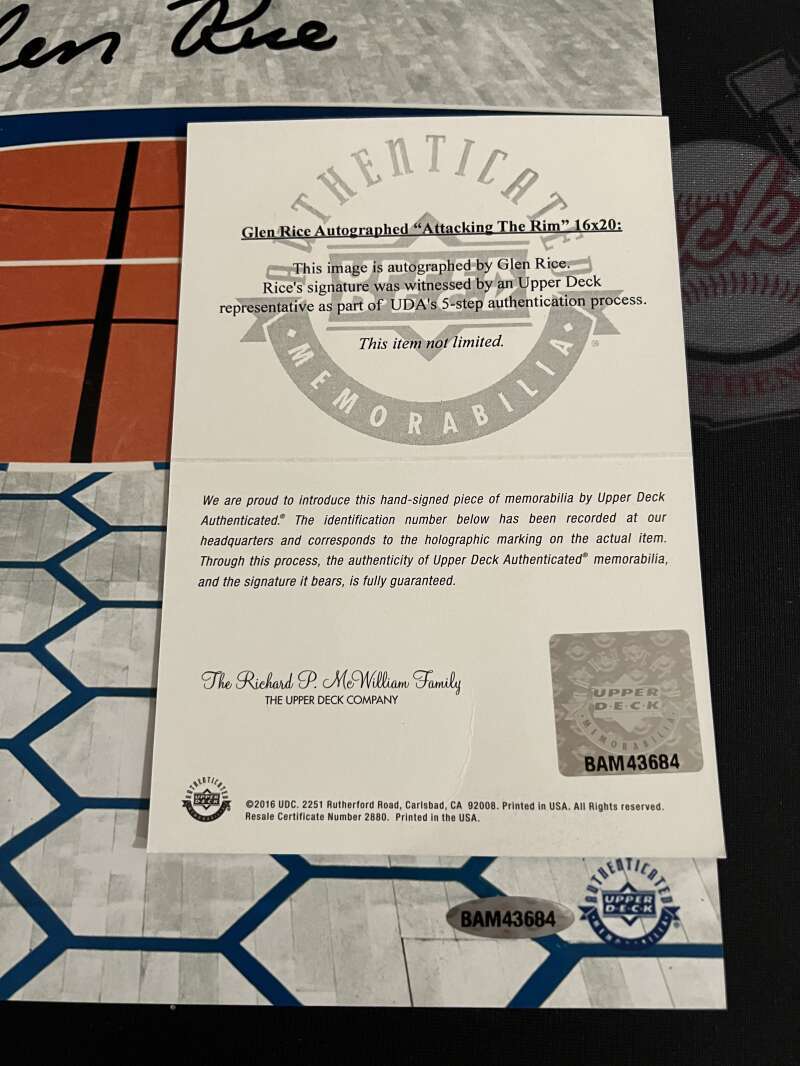 Glen Rice
AUTHENTICATED
Glen Rice Autographed “Attacking The Rim” 16x20:
This image is autographed by Glen Rice.
Rice's signature was witnessed by an Upper Deck
representative as part of UDA's 5-step authentication process.
This item not limited.
MEMORABILIA
®
We are proud to introduce this hand-signed piece of memorabilia by Upper Deck
Authenticated.® The identification number below has been recorded at our
headquarters and corresponds to the holographic marking on the actual item.
Through this process, the authenticity of Upper Deck Authenticated® memorabilia,
and the signature it bears, is fully guaranteed.
The Richard P. McWilliam Family
THE UPPER DECK COMPANY
UPPER
D·E·C·K
MEMORABILIA
BAM43684
AUTHENTICATED
UPPER
D·E·C·K
MEMORABILIA
©2016 UDC. 2251 Rutherford Road, Carlsbad, CA 92008. Printed in USA. All Rights reserved.
Resale Certificate Number 2880. Printed in the USA.
BAM43684
AUTHENTICATED
UPPER
D·E·C·K
MEMORABILIA
®